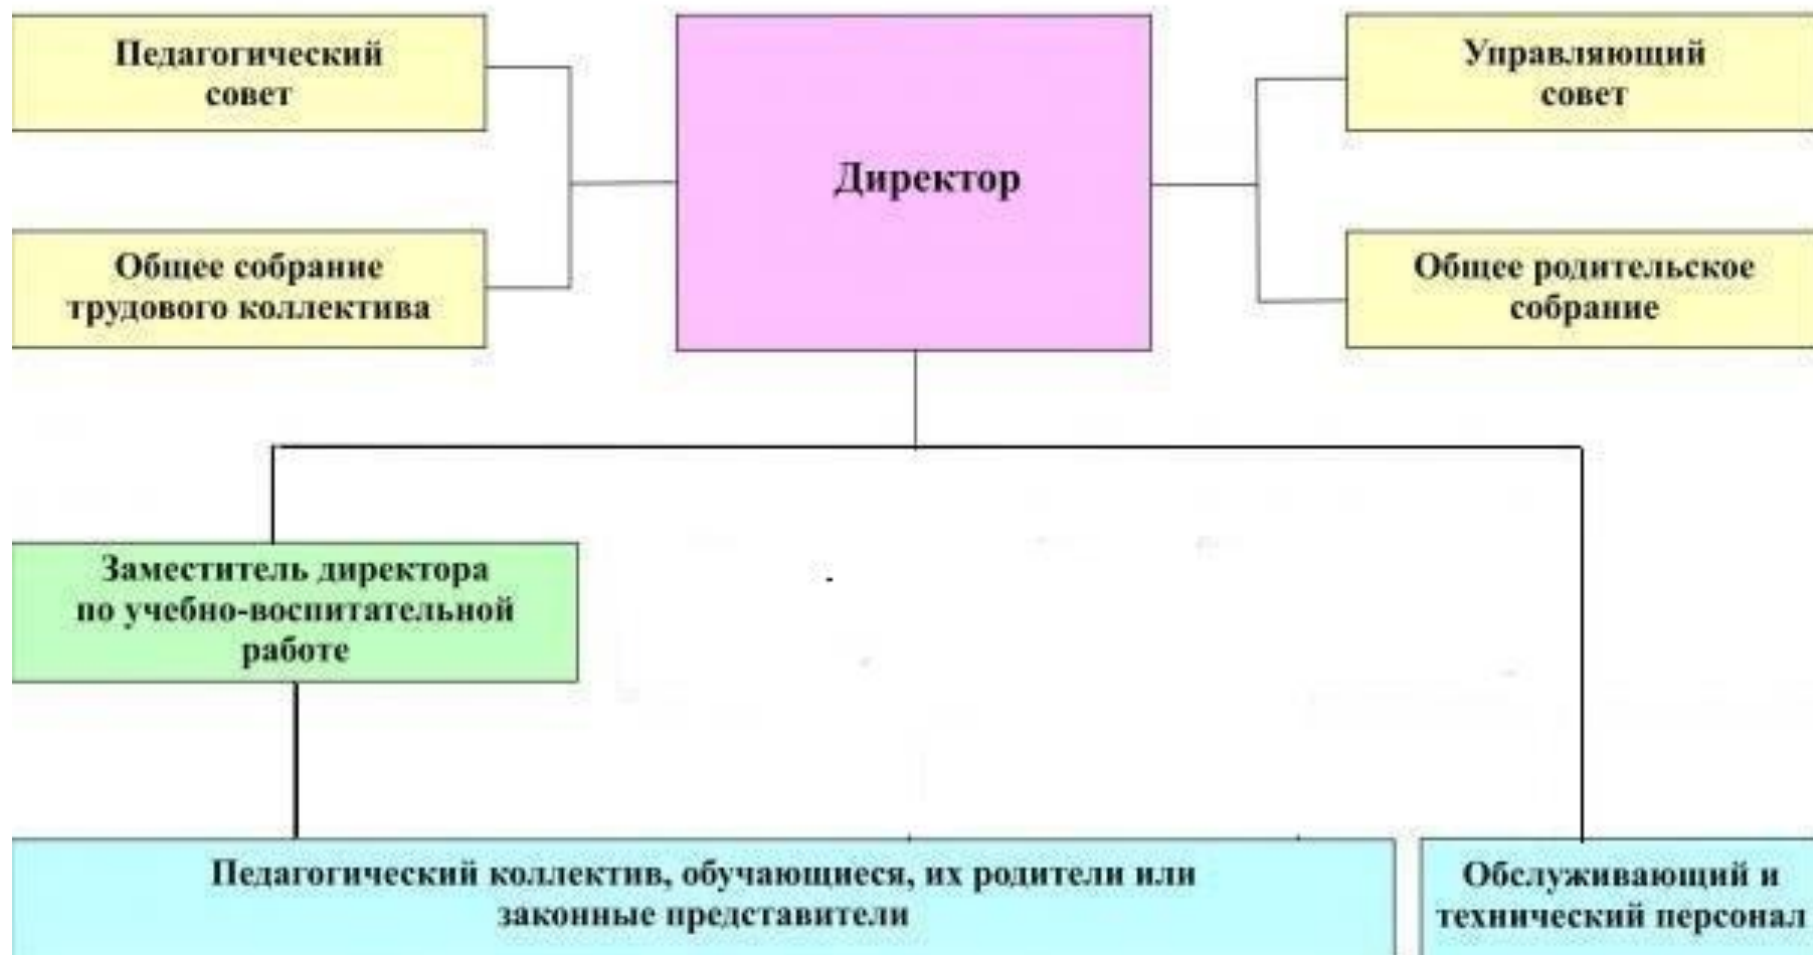 Педагогический
совет
Директор
Управляющий
совет
Общее собрание
трудового коллектива
Общее родительское
собрание
Заместитель директора
по учебно-воспитательной
работе
Педагогический коллектив, обучающиеся, их родители или
законные представители
Обслуживающий и
технический персонал